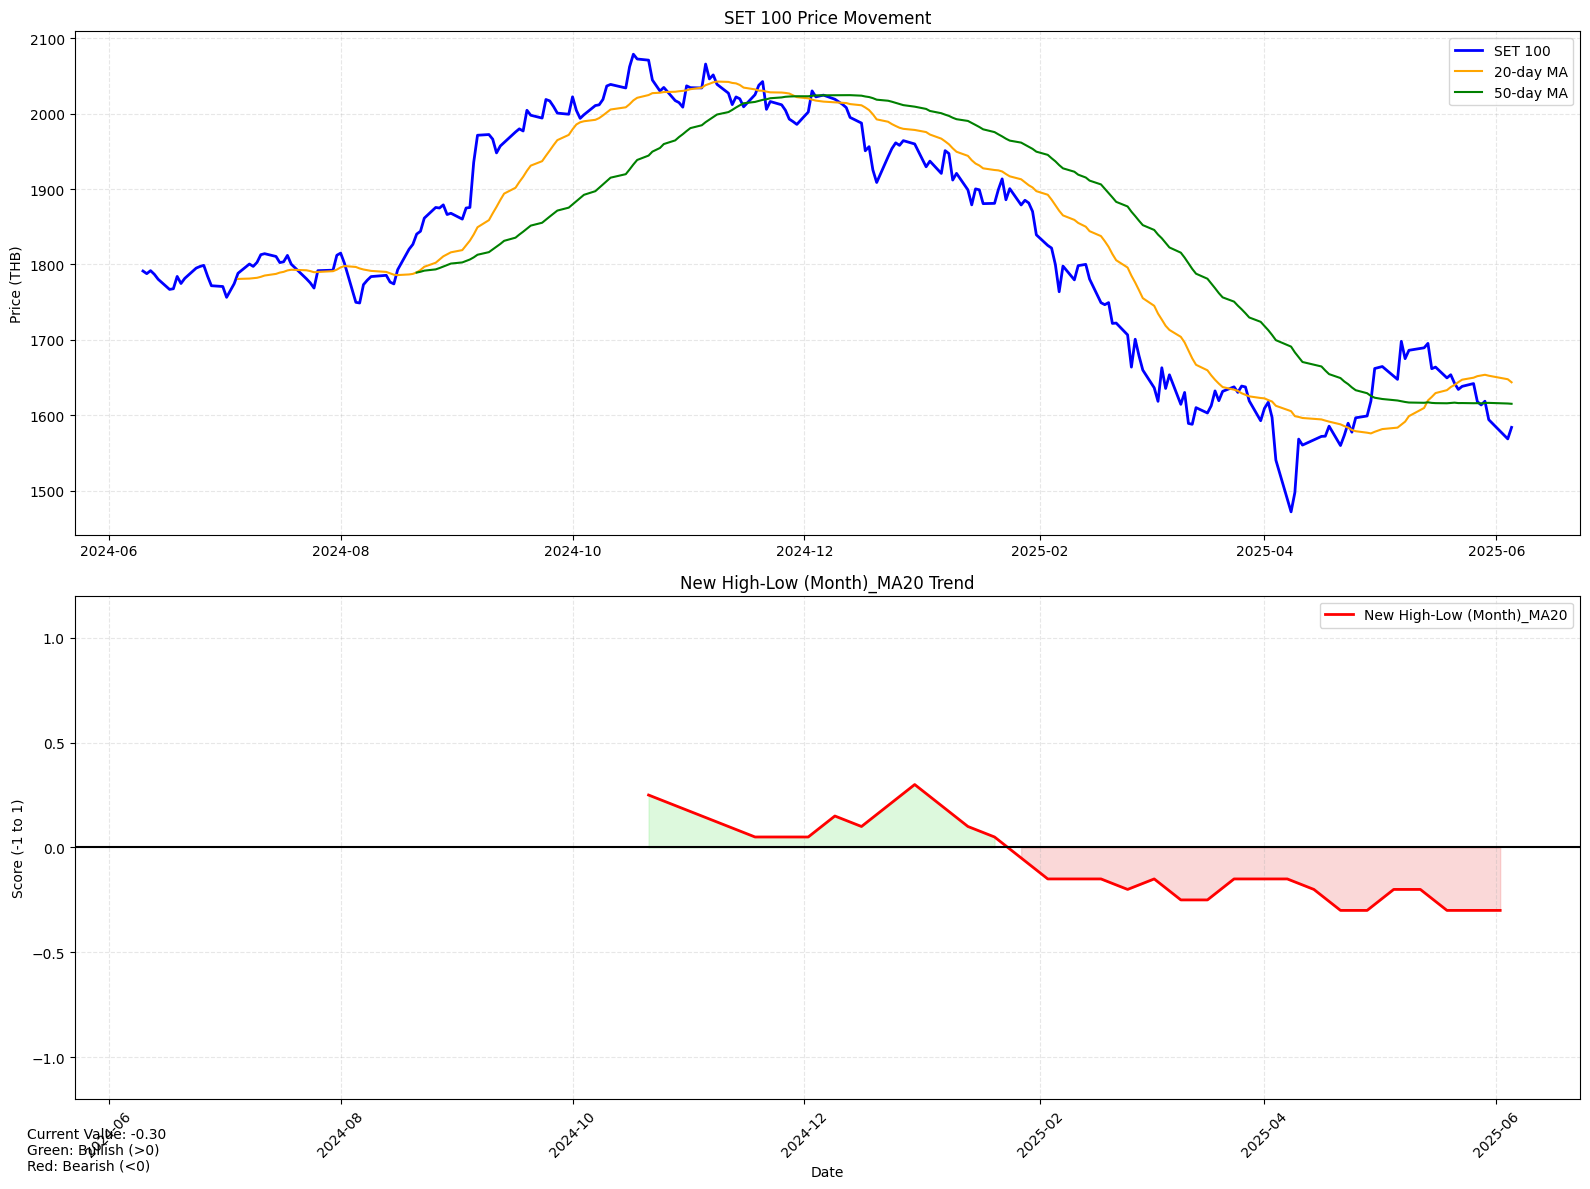 SET 100 Price Movement
2100
2000
1900
1800
1700
1600
1500
Price (THB)
SET 100
20-day MA
50-day MA
2024-06
2024-08
2024-10
2024-12
2025-02
2025-04
2025-06
New High-Low (Month)_MA20 Trend
1.0
0.5
0.0
−0.5
−1.0
Score (-1 to 1)
New High-Low (Month)_MA20
2024-06
2024-08
2024-10
2024-12
2025-02
2025-04
2025-06
Date
Current Value: -0.30
Green: Bullish (>0)
Red: Bearish (<0)